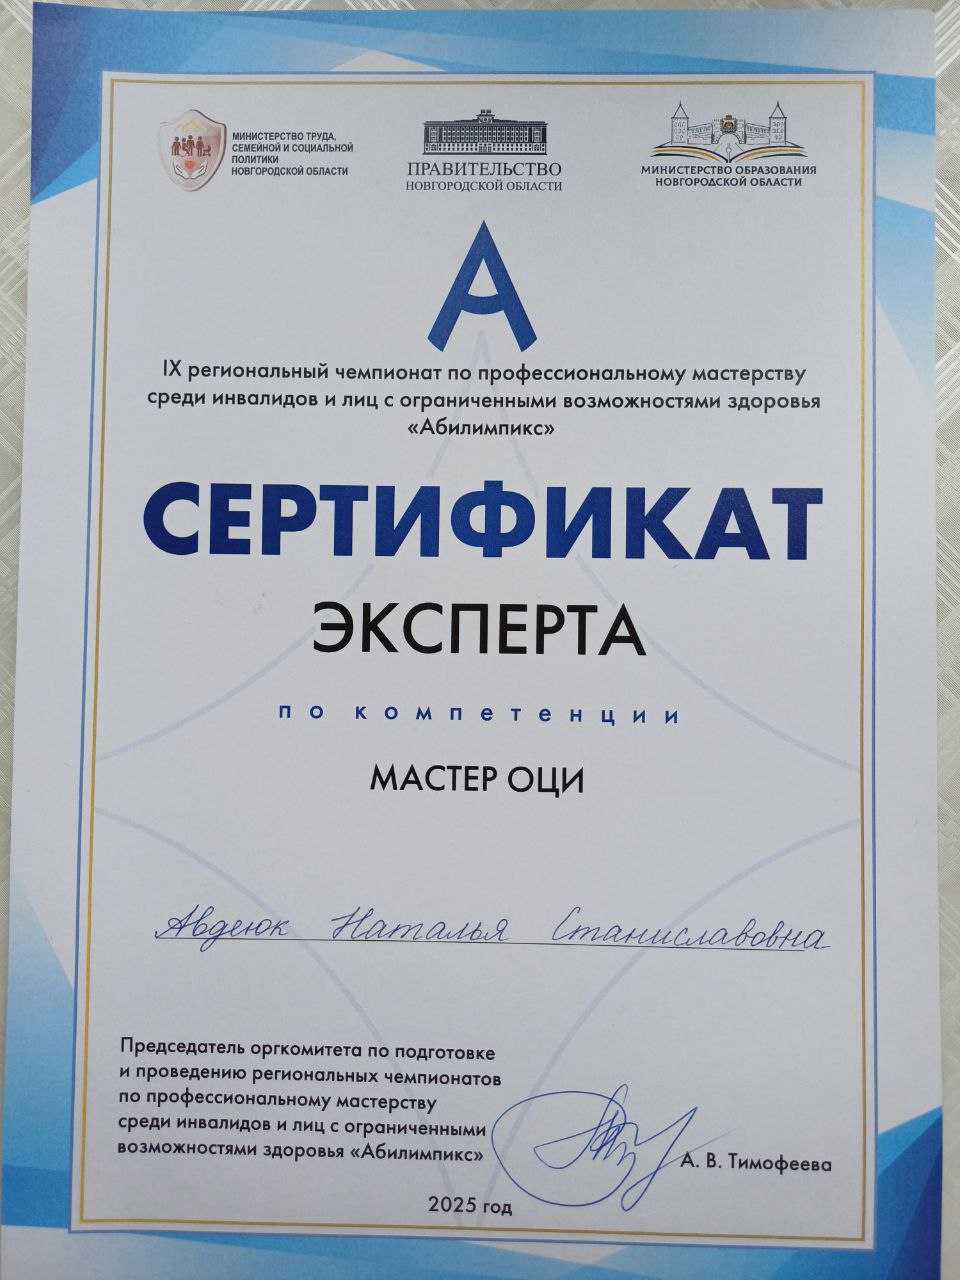 МИНИСТЕРСТВО ТРУДА,
СЕМЕЙНОЙ И СОЦИАЛЬНОЙ
ПОЛИТИКИ
НОВГОРОДСКОЙ ОБЛАСТИ
ПРАВИТЕЛЬСТВО
НОВГОРОДСКОЙ ОБЛАСТИ
МИНИСТЕРСТВО ОБРАЗОВАНИЯ
НОВГОРОДСКОЙ ОБЛАСТИ
А
IX региональный чемпионат по профессиональному мастерству
среди инвалидов и лиц с ограниченными возможностями здоровья
«Абилимпикс»
СЕРТИФИКАТ
ЭКСПЕРТА
по компетенции
МАСТЕР ОЦИ
Авдеюк Наталья Станиславовна
Председатель оргкомитета по подготовке
и проведению региональных чемпионатов
по профессиональному мастерству
среди инвалидов и лиц с ограниченными
возможностями здоровья «Абилимпикс»
А. В. Тимофеева
2025 год